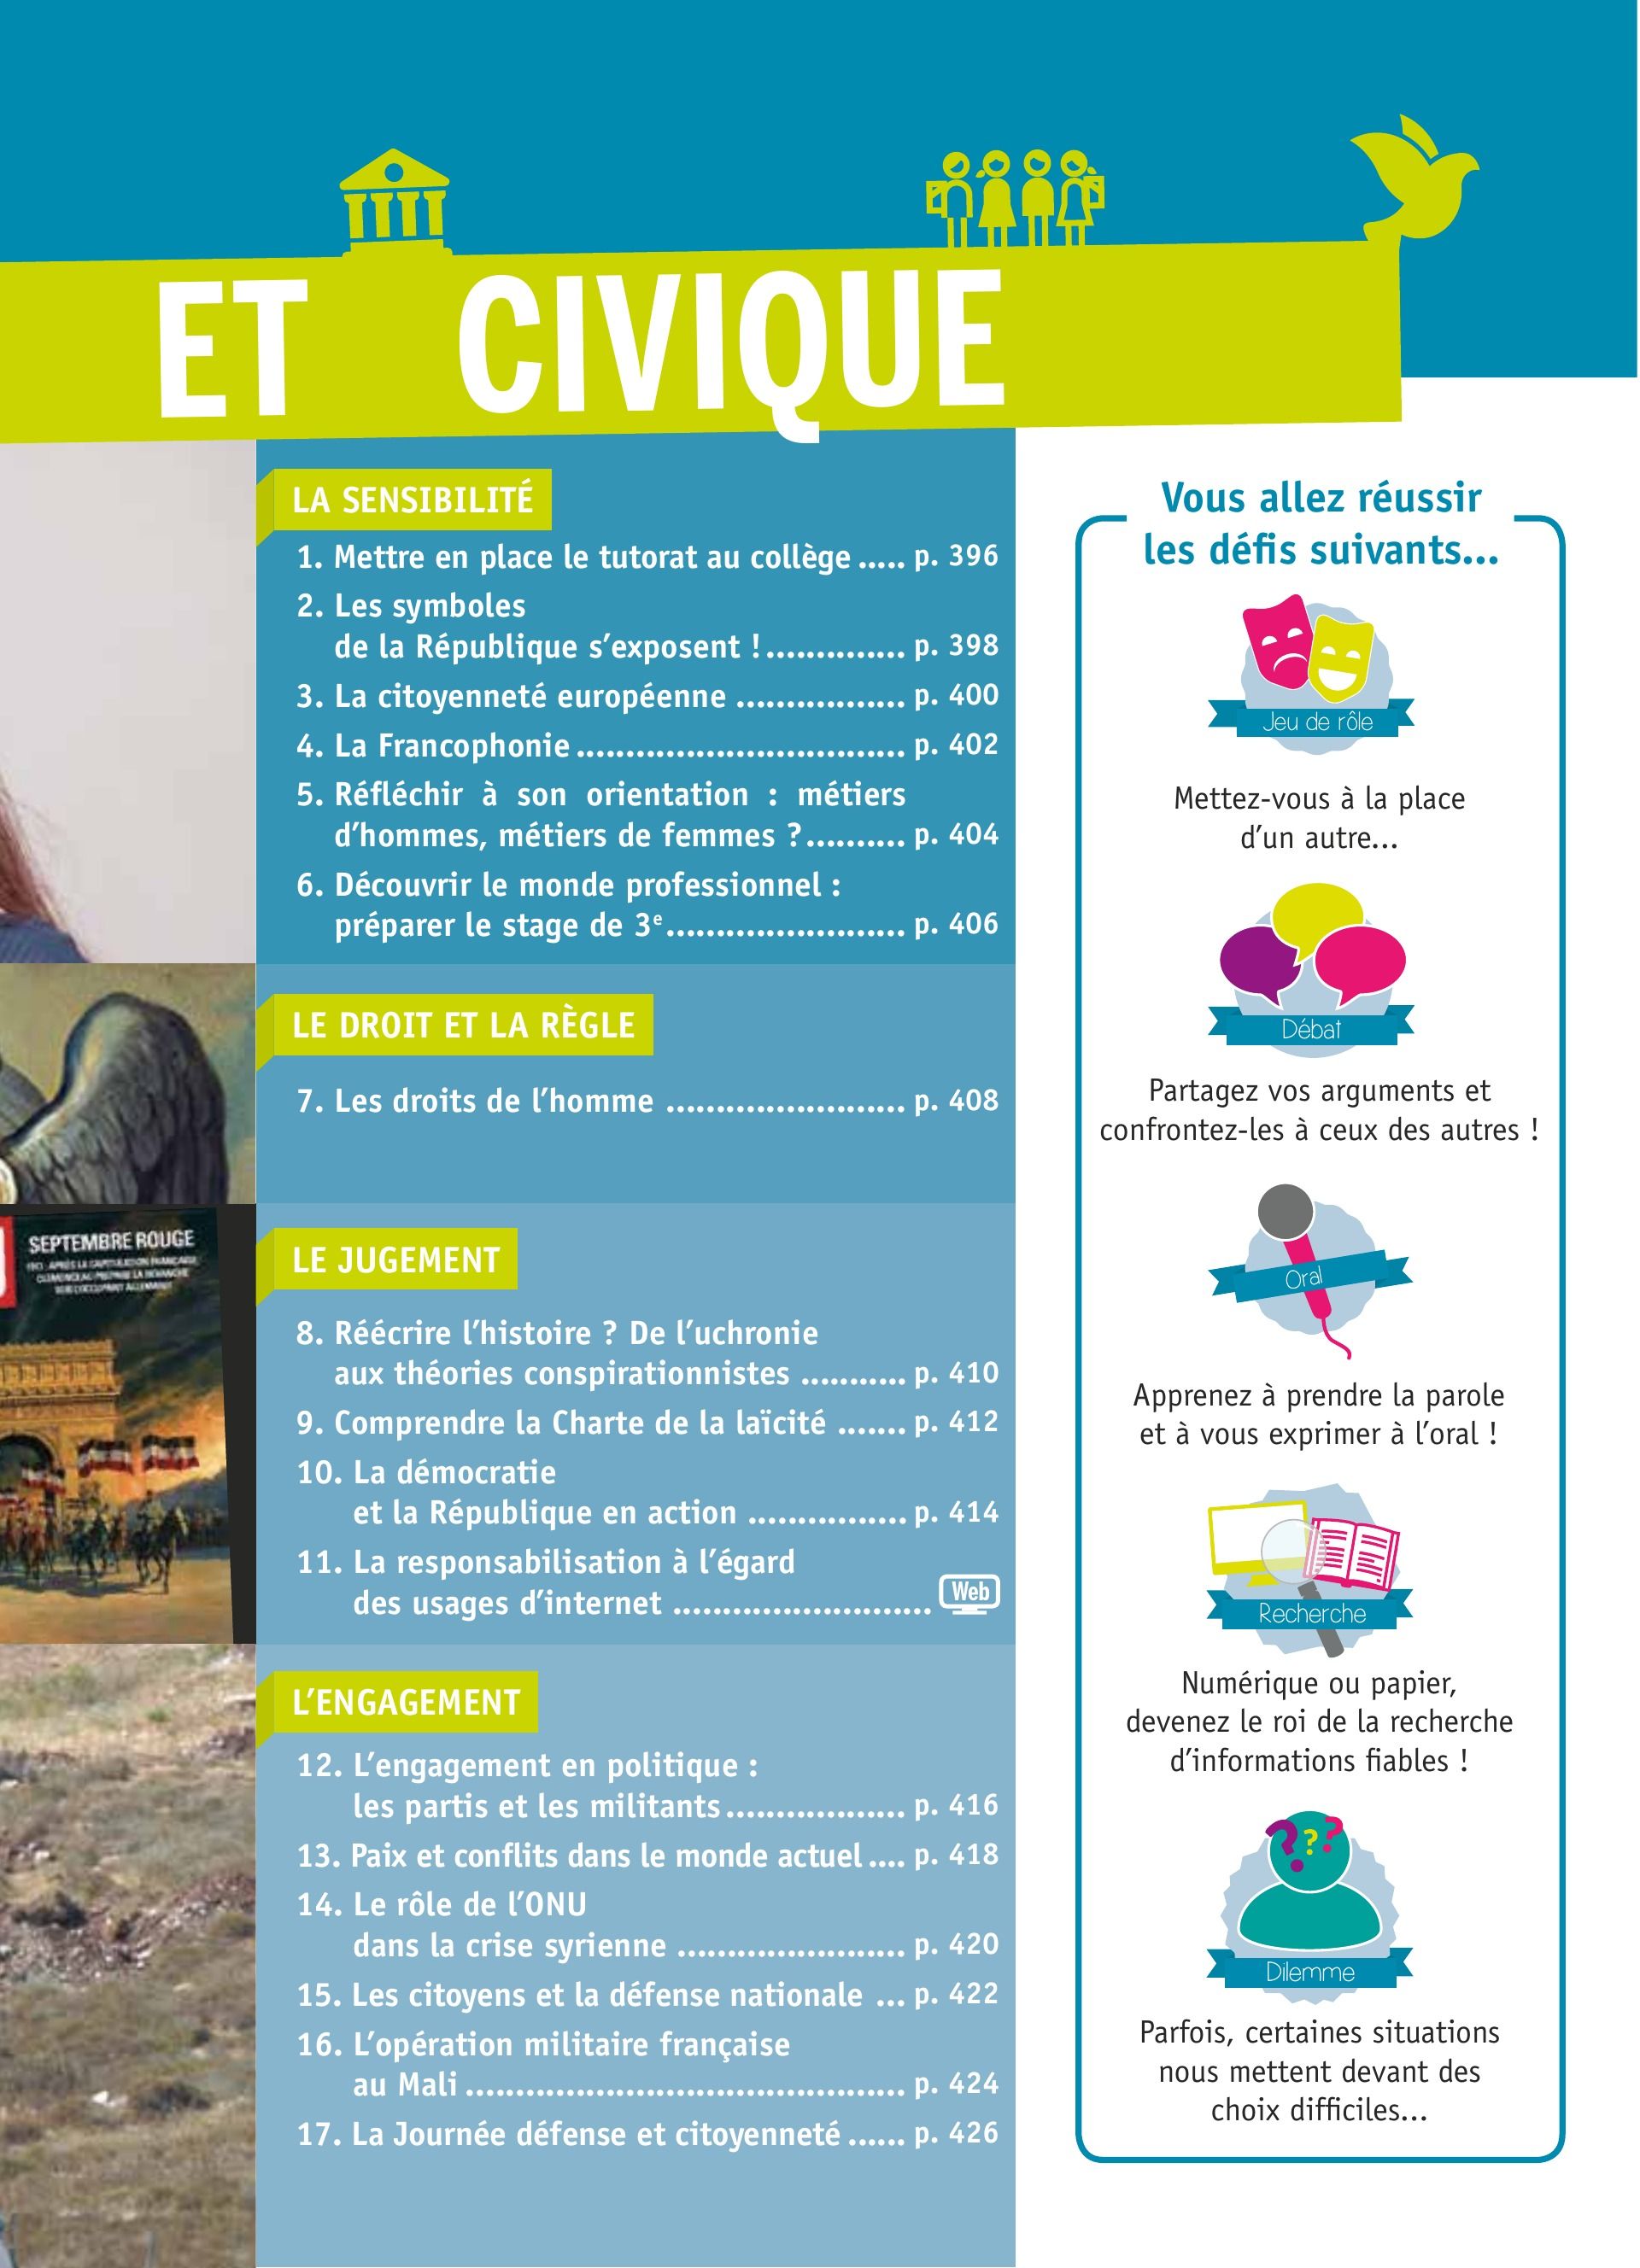 ET CIVIQUE
LA SENSIBILITÉ
1. Mettre en place le tutorat au collège ..... p. 396
2. Les symboles
de la République s’exposent !.............. p. 398
3. La citoyenneté européenne ................. p. 400
4. La Francophonie ................................. p. 402
5. Réfléchir à son orientation : métiers
d’hommes, métiers de femmes ?.......... p. 404
6. Découvrir le monde professionnel :
préparer le stage de 3e........................ p. 406
LE DROIT ET LA RÈGLE
7. Les droits de l’homme ........................ p. 408
SEPTEMBRE ROUGE
LE JUGEMENT
8. Réécrire l’histoire ? De l’uchronie
aux théories conspirationnistes ........... p. 410
9. Comprendre la Charte de la laïcité ....... p. 412
10. La démocratie
et la République en action ................ p. 414
11. La responsabilisation à l’égard
des usages d’internet .......................... Web
L’ENGAGEMENT
12. L’engagement en politique :
les partis et les militants.................. p. 416
13. Paix et conflits dans le monde actuel .... p. 418
14. Le rôle de l’ONU
dans la crise syrienne ....................... p. 420
15. Les citoyens et la défense nationale ... p. 422
16. L’opération militaire française
au Mali ............................................ p. 424
17. La Journée défense et citoyenneté ...... p. 426
Vous allez réussir
les défis suivants...
Jeu de rôle
Mettez-vous à la place
d’un autre...
Débat
Partagez vos arguments et
confrontez-les à ceux des autres !
Oral
Apprenez à prendre la parole
et à vous exprimer à l’oral !
Recherche
Numérique ou papier,
devenez le roi de la recherche
d’informations fiables !
???
Dilemme
Parfois, certaines situations
nous mettent devant des
choix difficiles...